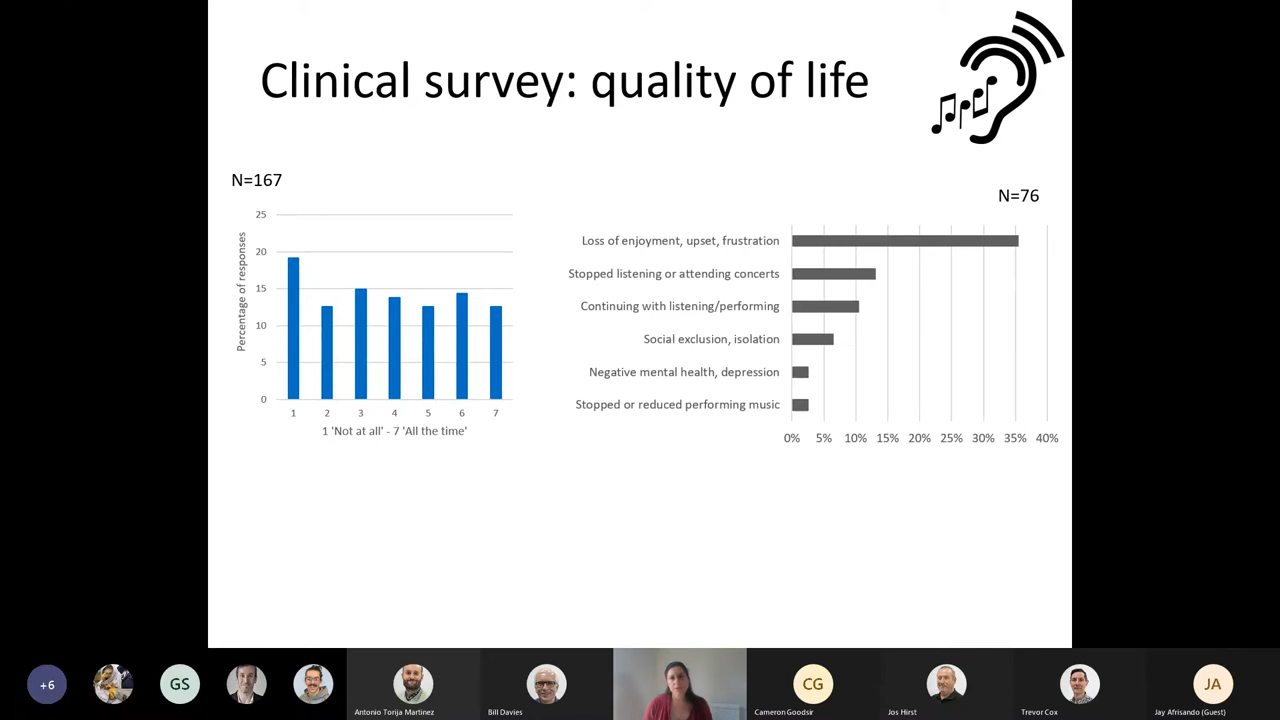 Clinical survey: quality of life
N=167
25
20
15
10
5
0
Percentage of responses
1 2 3 4 5 6 7
1 'Not at all' - 7 'All the time'
N=76
Loss of enjoyment, upset, frustration
Stopped listening or attending concerts
Continuing with listening/performing
Social exclusion, isolation
Negative mental health, depression
Stopped or reduced performing music
0% 5% 10% 15% 20% 25% 30% 35% 40%
+6
GS
Antonio Torija Martinez
Bill Davies
CG
Cameron Goodsir
Jos Hirst
Trevor Cox
JA
Jay Afrisando (Guest)